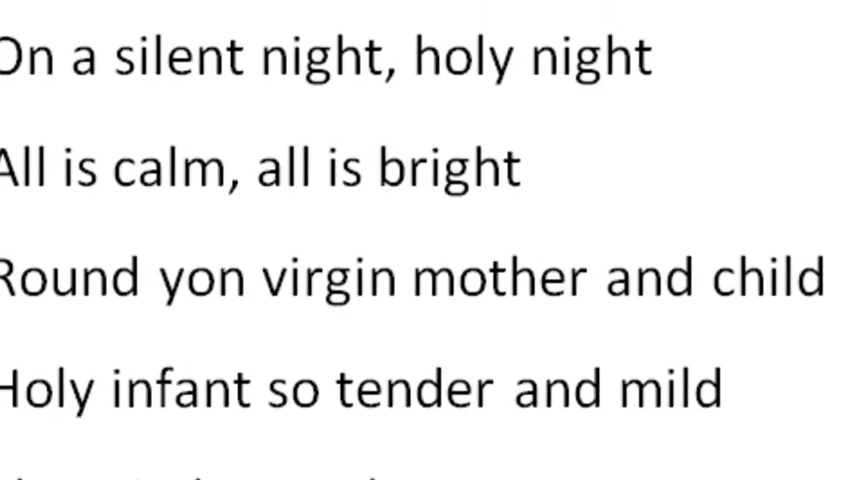 On a silent night, holy night
All is calm, all is bright
Round yon virgin mother and child
Holy infant so tender and mild